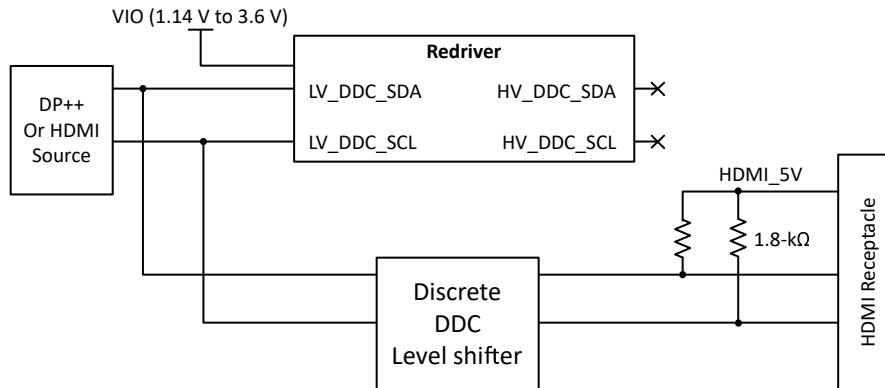 VIO (1.14 V to 3.6 V)
Redriver
DP++
Or HDMI
Source
LV_DDC_SDA
HV_DDC_SDA
LV_DDC_SCL
HV_DDC_SCL
HDMI_5V
1.8-kΩ
HDMI Receptacle
Discrete
DDC
Level shifter